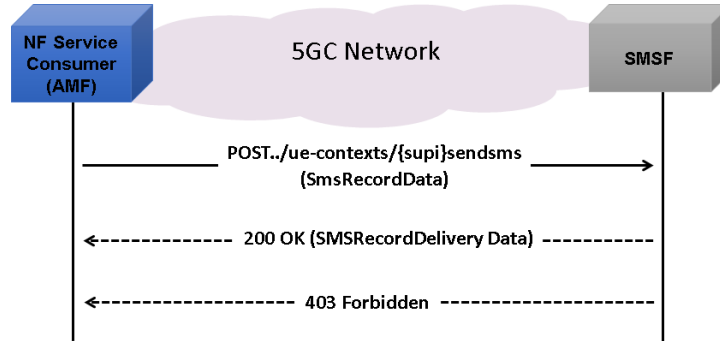 NF Service
Consumer
(AMF)
5GC Network
SMSF
POST../ue-contexts/{supi}sendsms
(SmsRecordData)
200 OK (SMSRecordDelivery Data)
403 Forbidden